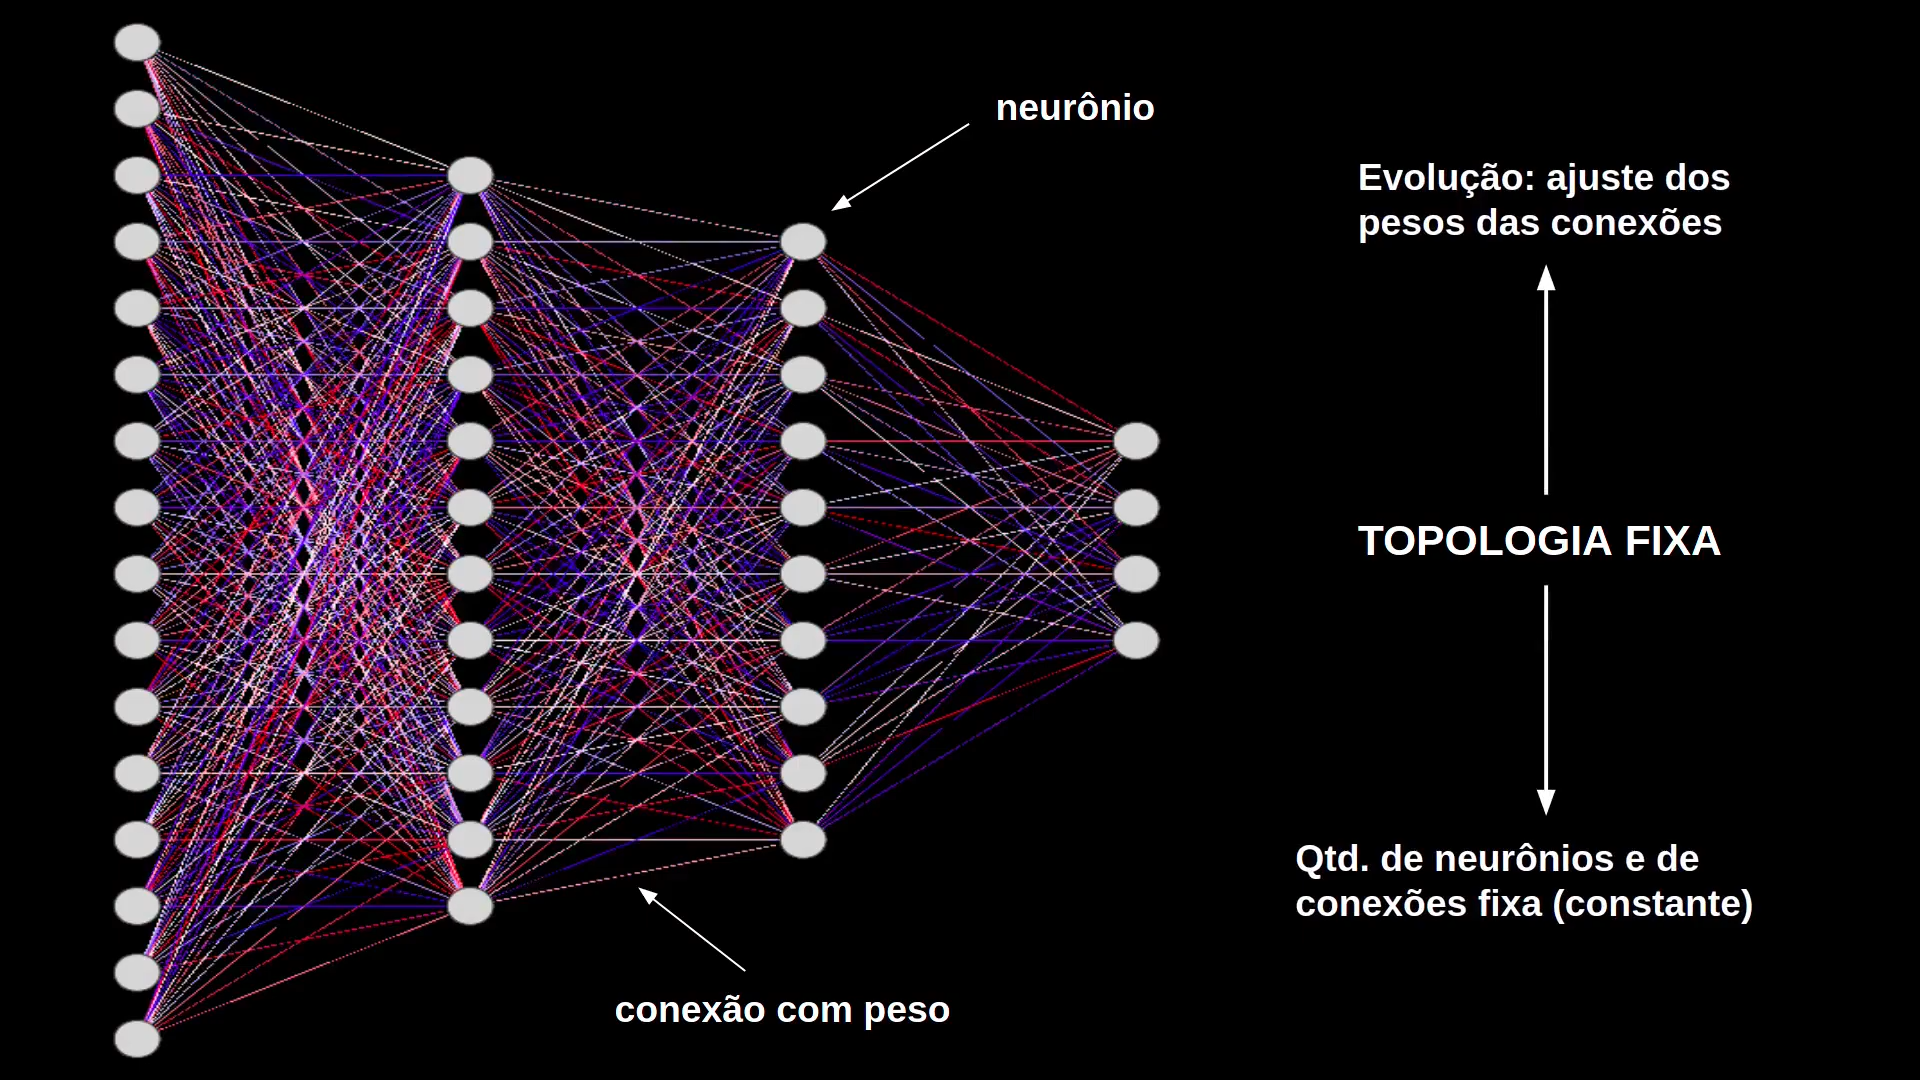 neurônio
Evolução: ajuste dos
pesos das conexões
TOPOLOGIA FIXA
Qtd. de neurônios e de
conexões fixa (constante)
conexão com peso